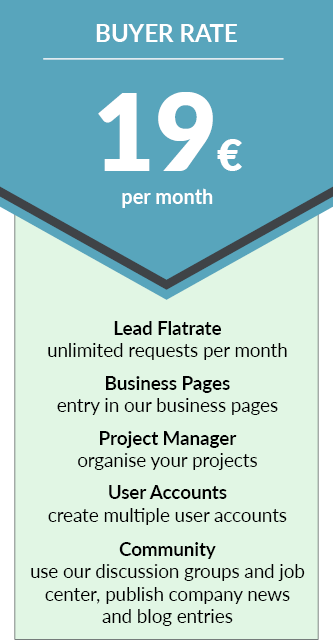 BUYER RATE
19€
per month
Lead Flatrate
unlimited requests per month
Business Pages
entry in our business pages
Project Manager
organise your projects
User Accounts
create multiple user accounts
Community
use our discussion groups and job
center, publish company news
and blog entries